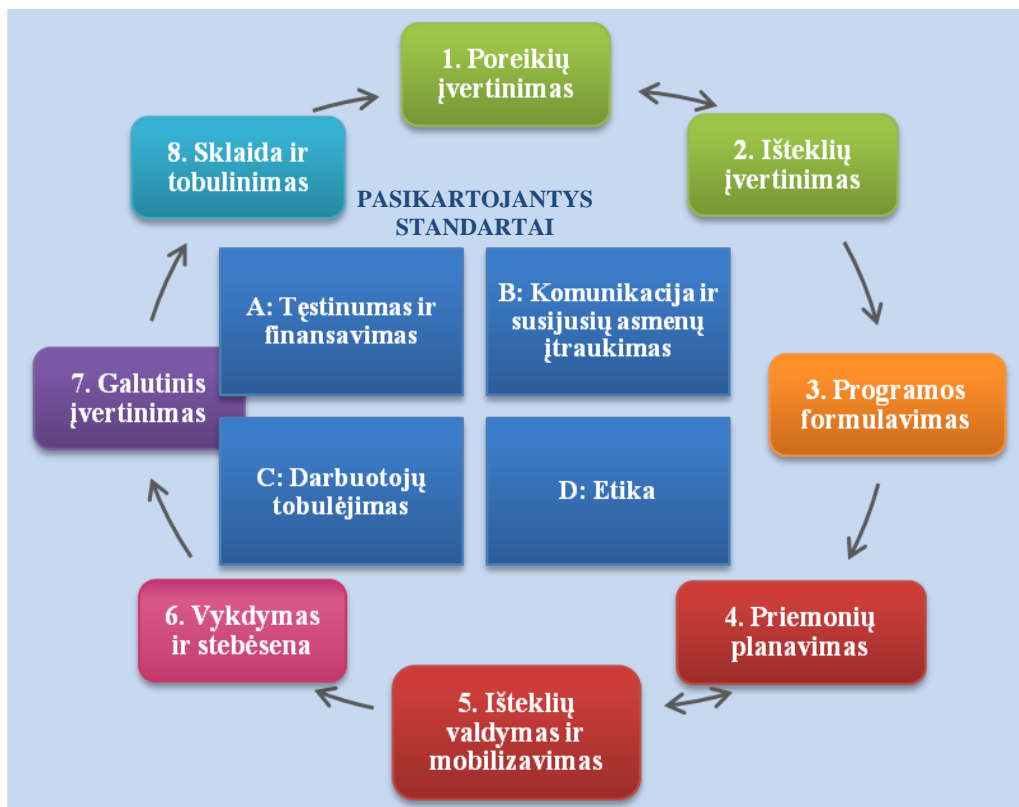 1. Poreikių
įvertinimas
2. Išteklių
įvertinimas
3. Programos
formulavimas
4. Priemonių
planavimas
5. Išteklių
valdymas ir
mobilizavimas
6. Vykdymas
ir stebėsena
7. Galutinis
įvertinimas
8. Sklaida ir
tobulinimas
PASIKARTOJANTYS
STANDARTAI
A: Tęstinumas ir
finansavimas
B: Komunikacija ir
susijusių asmenų
įtraukimas
C: Darbuotojų
tobulėjimas
D: Etika